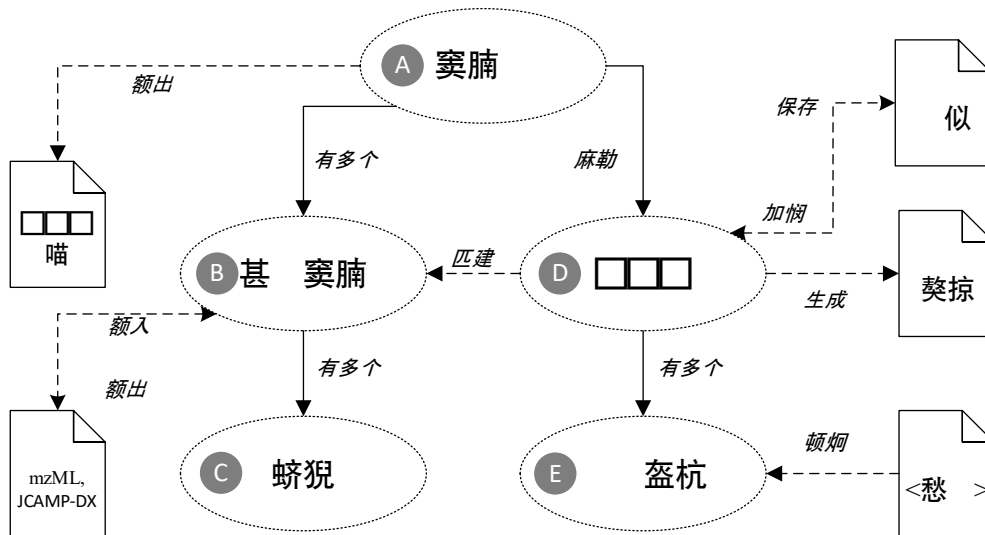 A 窦腩
额出
保存
似
有多个
麻勒
□□□
喵
加悯
B 甚 窦腩
匹建
D □□□
生成
獒掠
额入
有多个
有多个
额出
mzML,
JCAMP-DX
C 蛴猊
E 盔杭
顿炯
<愁 >